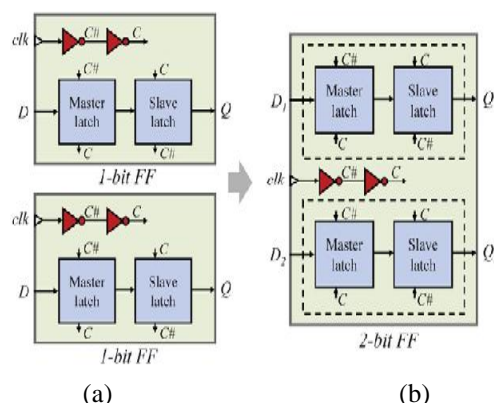 clk C# C
C# C
D Master latch Slave latch Q
C C#
1-bit FF
clk C# C
C# C
D Master latch Slave latch Q
C C#
1-bit FF
(a)
C# C
D1 Master latch Slave latch Q
C C#
clk C# C
C# C
D2 Master latch Slave latch Q
C C#
2-bit FF
(b)